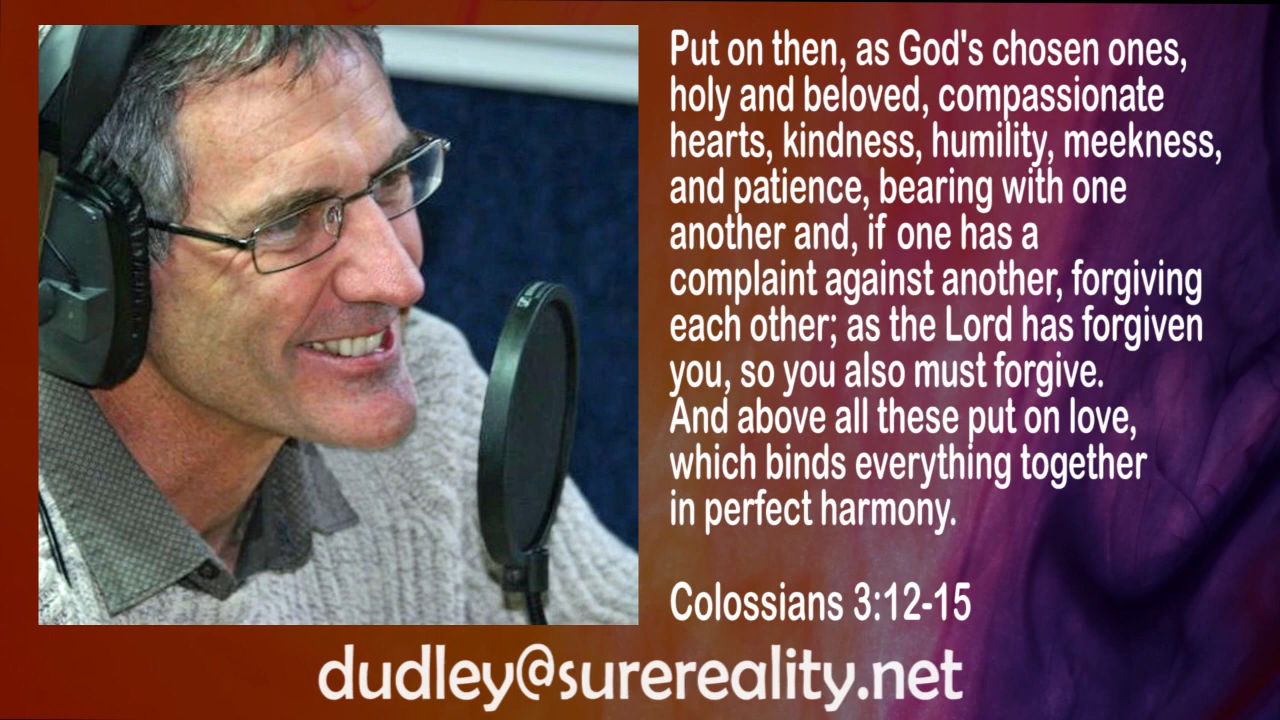 Put on then, as God's chosen ones,
holy and beloved, compassionate
hearts, kindness, humility, meekness,
and patience, bearing with one
another and, if one has a
complaint against another, forgiving
each other; as the Lord has forgiven
you, so you also must forgive.
And above all these put on love,
which binds everything together
in perfect harmony.
Colossians 3:12-15
dudley@surereality.net